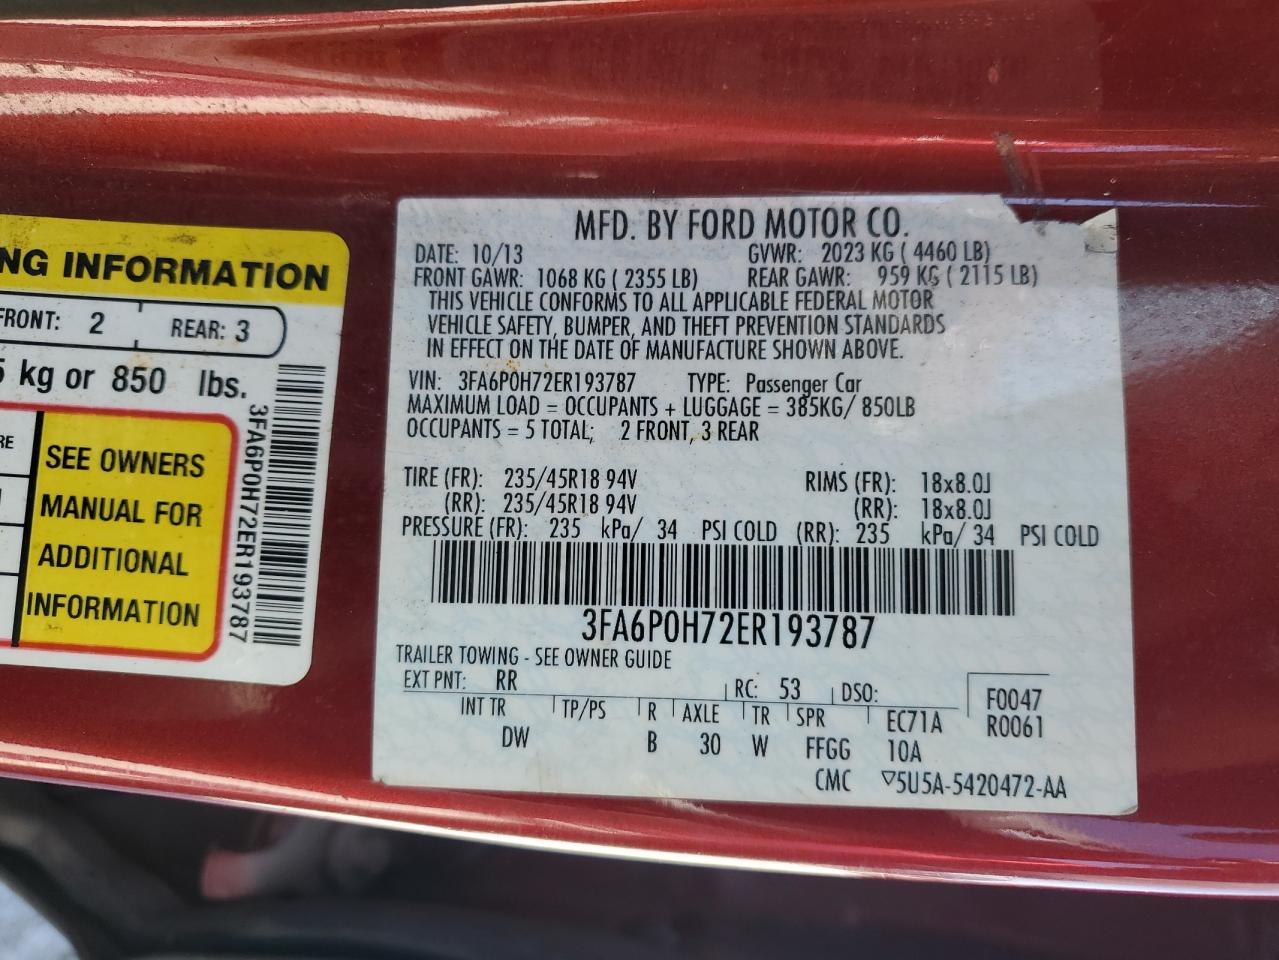 NG INFORMATION
FRONT: 2 REAR: 3
5 kg or 850 lbs.
RE
SEE OWNERS
MANUAL FOR
ADDITIONAL
INFORMATION
3FA6P0H72ER193787
MFD. BY FORD MOTOR CO.
DATE: 10/13 GVWR: 2023 KG ( 4460 LB)
FRONT GAWR: 1068 KG ( 2355 LB) REAR GAWR: 959 KG ( 2115 LB)
THIS VEHICLE CONFORMS TO ALL APPLICABLE FEDERAL MOTOR
VEHICLE SAFETY, BUMPER, AND THEFT PREVENTION STANDARDS
IN EFFECT ON THE DATE OF MANUFACTURE SHOWN ABOVE.
VIN: 3FA6P0H72ER193787 TYPE: Passenger Car
MAXIMUM LOAD = OCCUPANTS + LUGGAGE = 385KG/ 850LB
OCCUPANTS = 5 TOTAL; 2 FRONT, 3 REAR
TIRE (FR): 235/45R18 94V RIMS (FR): 18x8.0J
(RR): 235/45R18 94V (RR): 18x8.0J
PRESSURE (FR): 235 kPa/ 34 PSI COLD (RR): 235 kPa/ 34 PSI COLD
3FA6P0H72ER193787
TRAILER TOWING - SEE OWNER GUIDE
EXT PNT: RR RC: 53 DSO: F0047
INT TR TP/PS R AXLE TR SPR EC71A R0061
DW B 30 W FFGG 10A
CMC ▽5U5A-5420472-AA